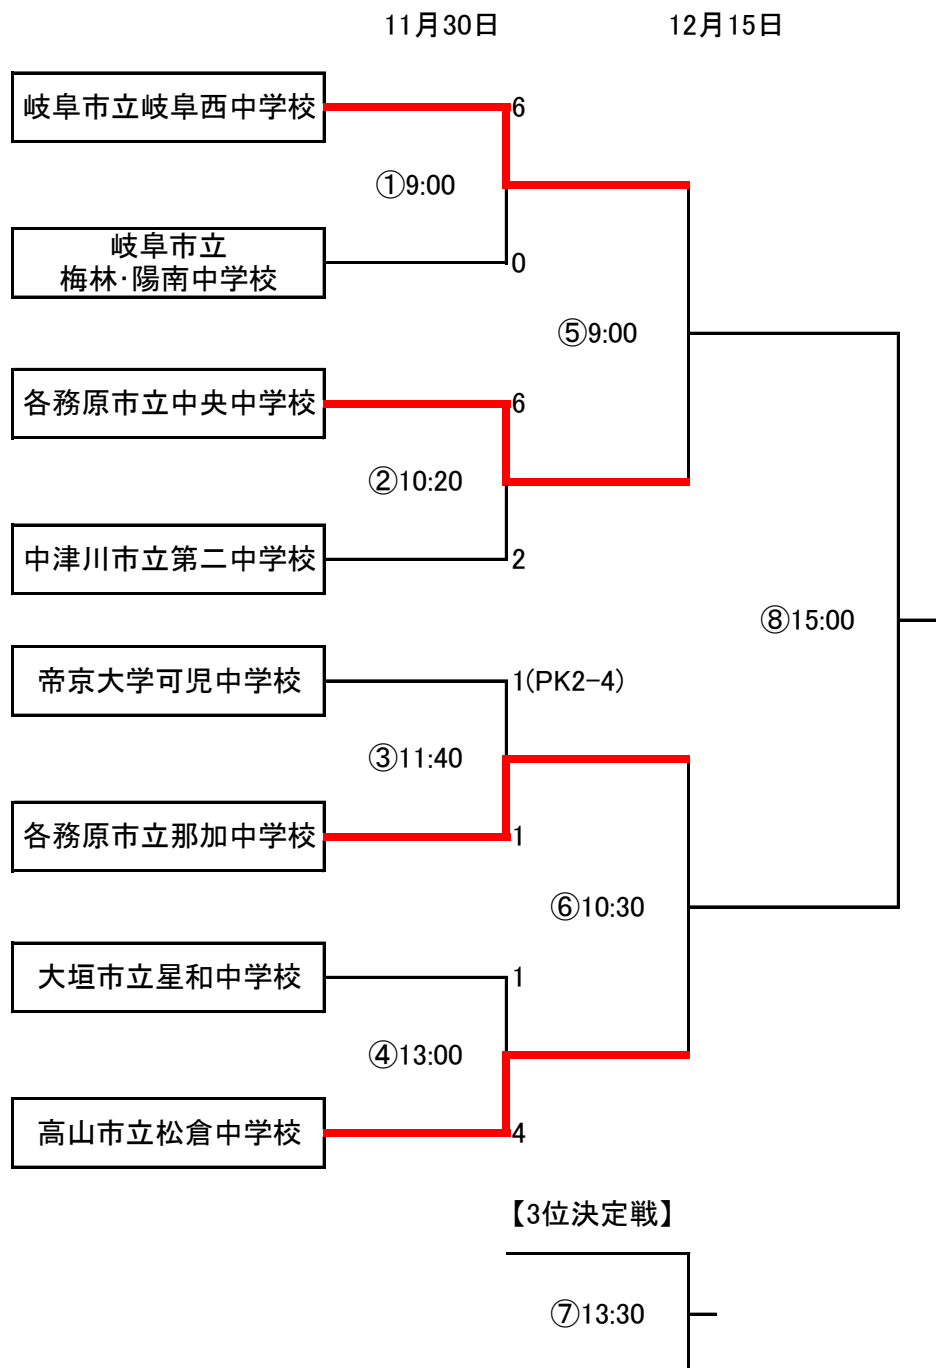 11月30日
12月15日
岐阜市立岐阜西中学校
6
①9:00
岐阜市立
梅林・陽南中学校
0
⑤9:00
各務原市立中央中学校
6
②10:20
中津川市立第二中学校
2
⑧15:00
帝京大学可児中学校
1(PK2-4)
③11:40
各務原市立那加中学校
1
⑥10:30
大垣市立星和中学校
1
④13:00
高山市立松倉中学校
4
【3位決定戦】
⑦13:30